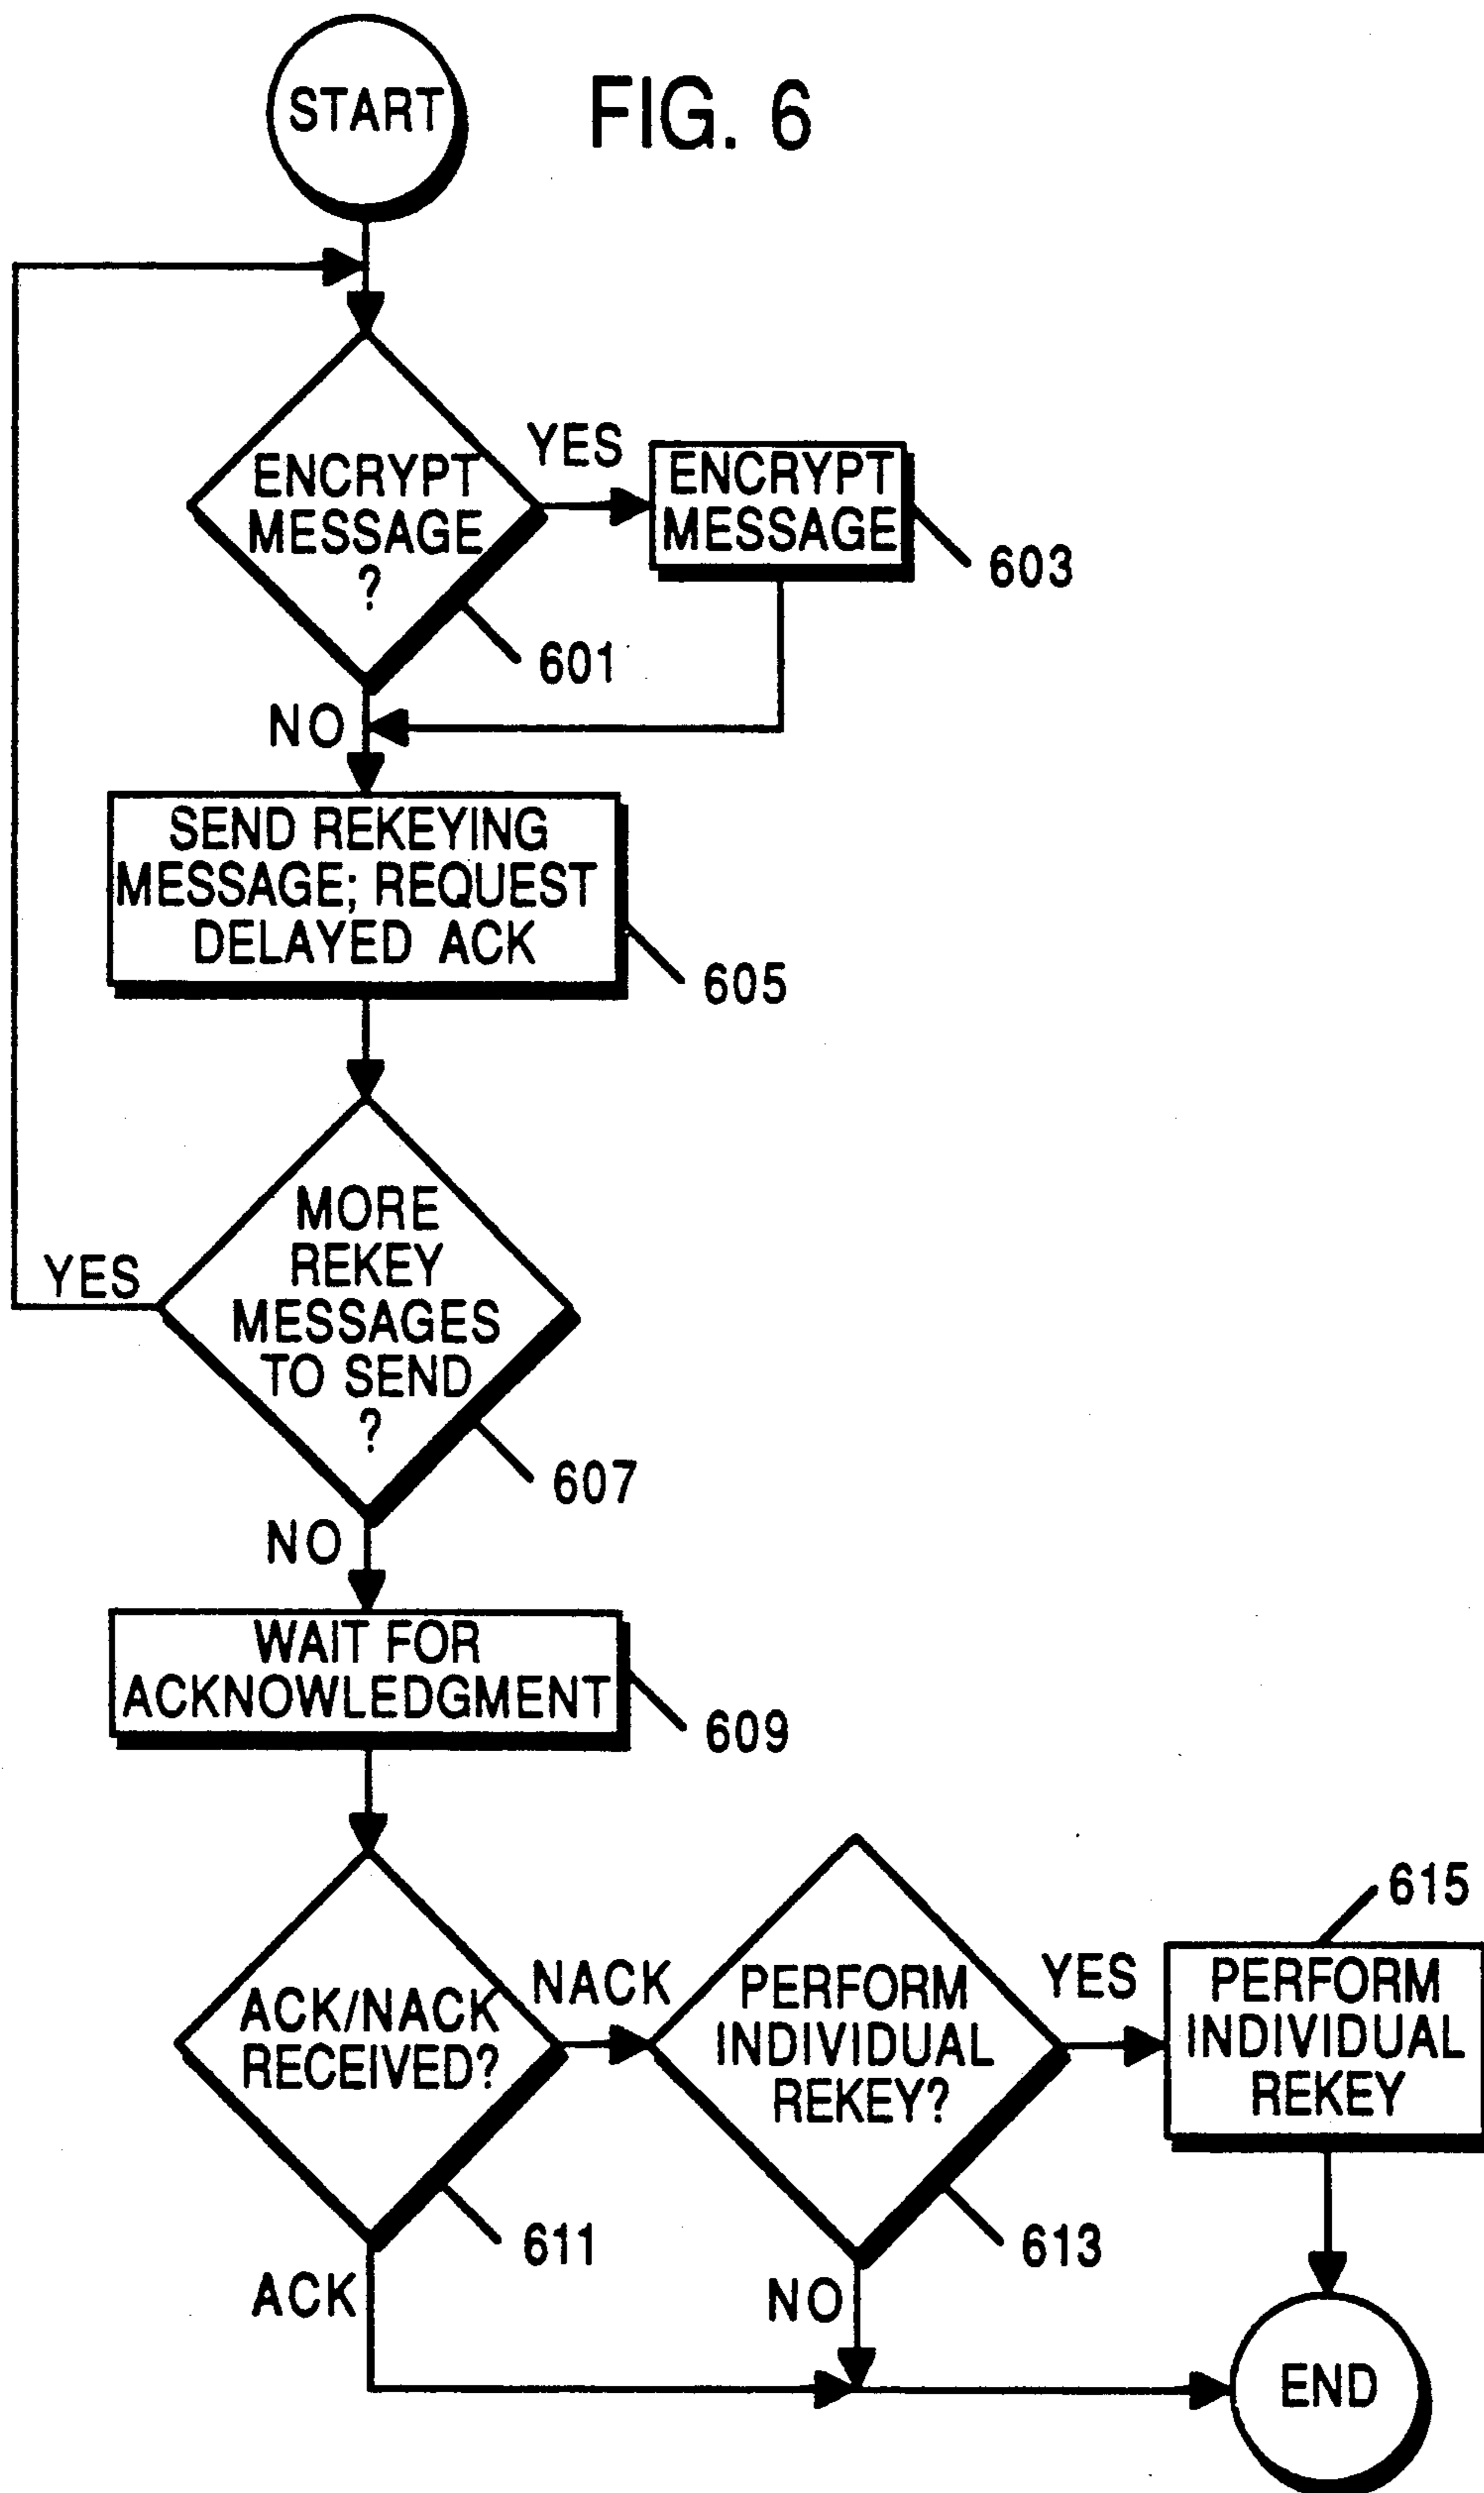 START
FIG. 6
ENCRYPT
MESSAGE
?
YES
ENCRYPT
MESSAGE
603
601
NO
SEND REKEYING
MESSAGE; REQUEST
DELAYED ACK
605
MORE
REKEY
MESSAGES
TO SEND
?
YES
607
NO
WAIT FOR
ACKNOWLEDGMENT
609
ACK/NACK
RECEIVED?
NACK
PERFORM
INDIVIDUAL
REKEY?
YES
615
PERFORM
INDIVIDUAL
REKEY
611
613
ACK
NO
END